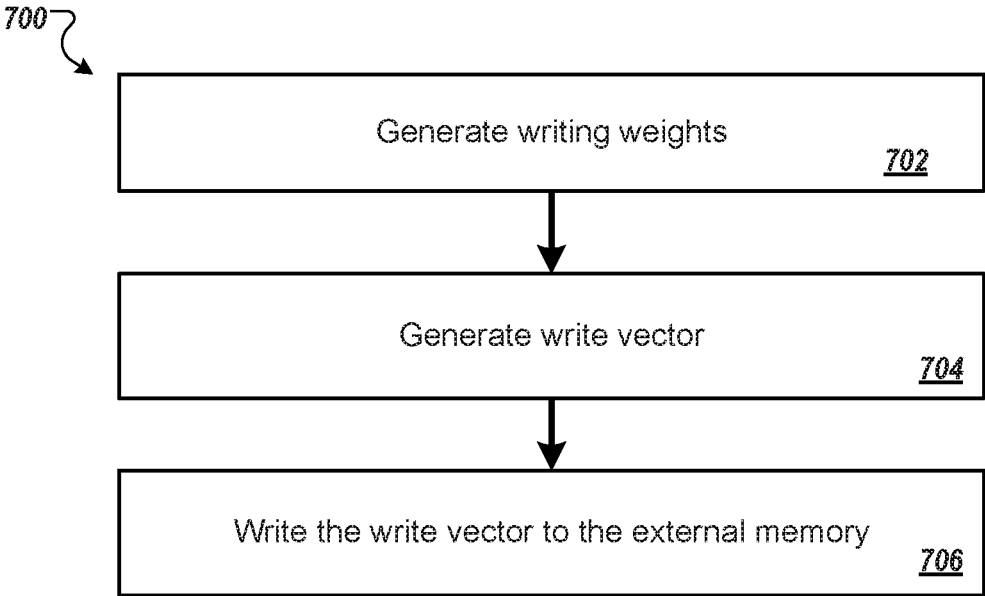 700
Generate writing weights
702
Generate write vector
704
Write the write vector to the external memory
706